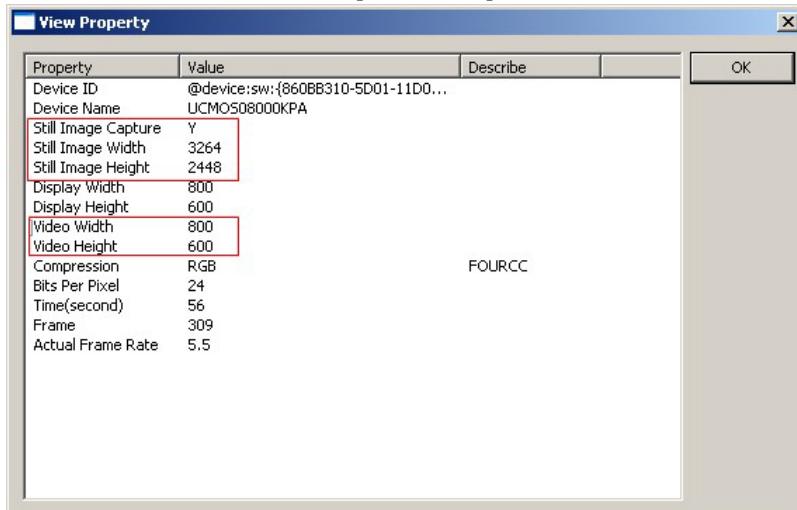 View Property
Property Value Describe
OK
Device ID @device:sw:{860BB310-5D01-11D0...
Device Name UCMOS08000KPA
Still Image Capture Y
Still Image Width 3264
Still Image Height 2448
Display Width 800
Display Height 600
Video Width 800
Video Height 600
Compression RGB FOURCC
Bits Per Pixel 24
Time(second) 56
Frame 309
Actual Frame Rate 5.5